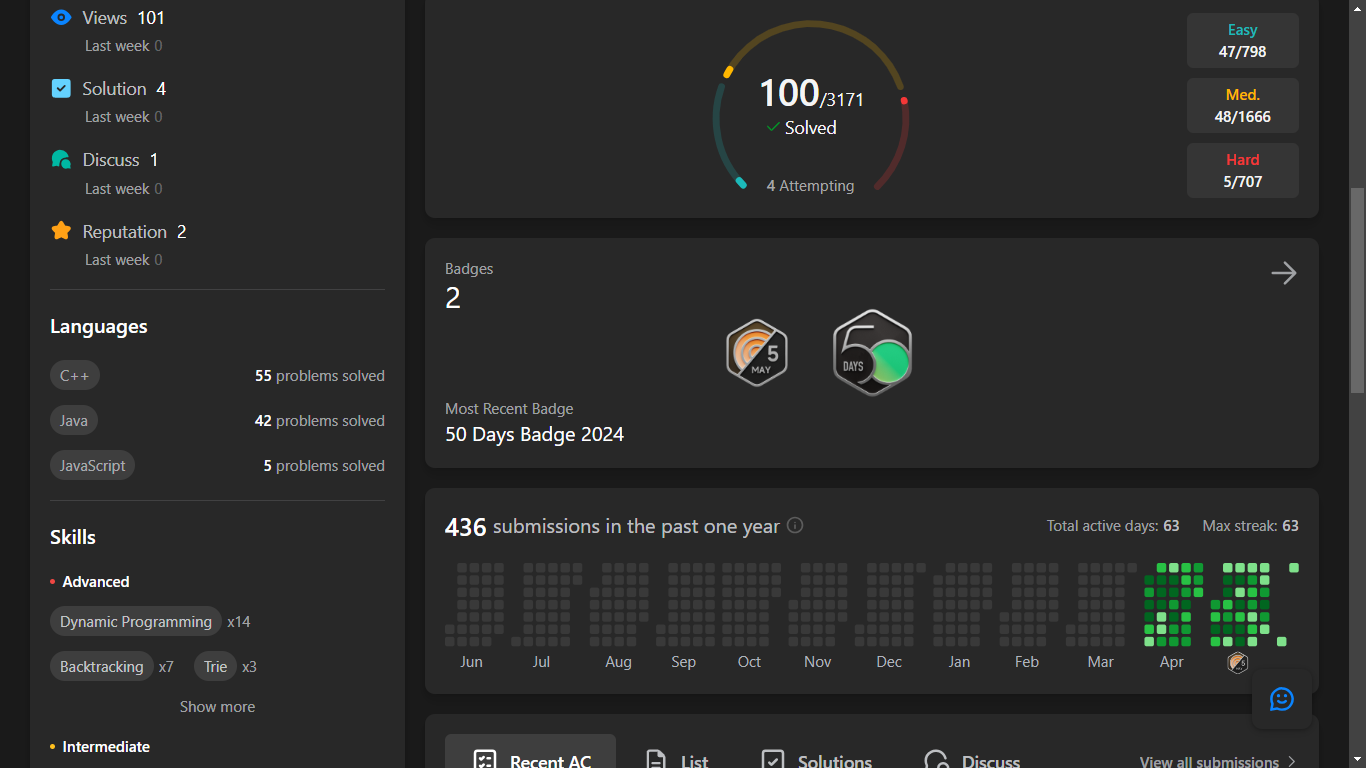 Views 101
Last week 0
Solution 4
Last week 0
Discuss 1
Last week 0
Reputation 2
Last week 0
Languages
C++ 55 problems solved
Java 42 problems solved
JavaScript 5 problems solved
Skills
Advanced
Dynamic Programming x14
Backtracking x7 Trie x3
Show more
Intermediate
100/3171
Solved
4 Attempting
Easy
47/798
Med.
48/1666
Hard
5/707
Badges
2
5
MAY
50
DAYS
Most Recent Badge
50 Days Badge 2024
436 submissions in the past one year
Total active days: 63 Max streak: 63
Jun Jul Aug Sep Oct Nov Dec Jan Feb Mar Apr
Recent AC List Solutions Discuss View all submissions